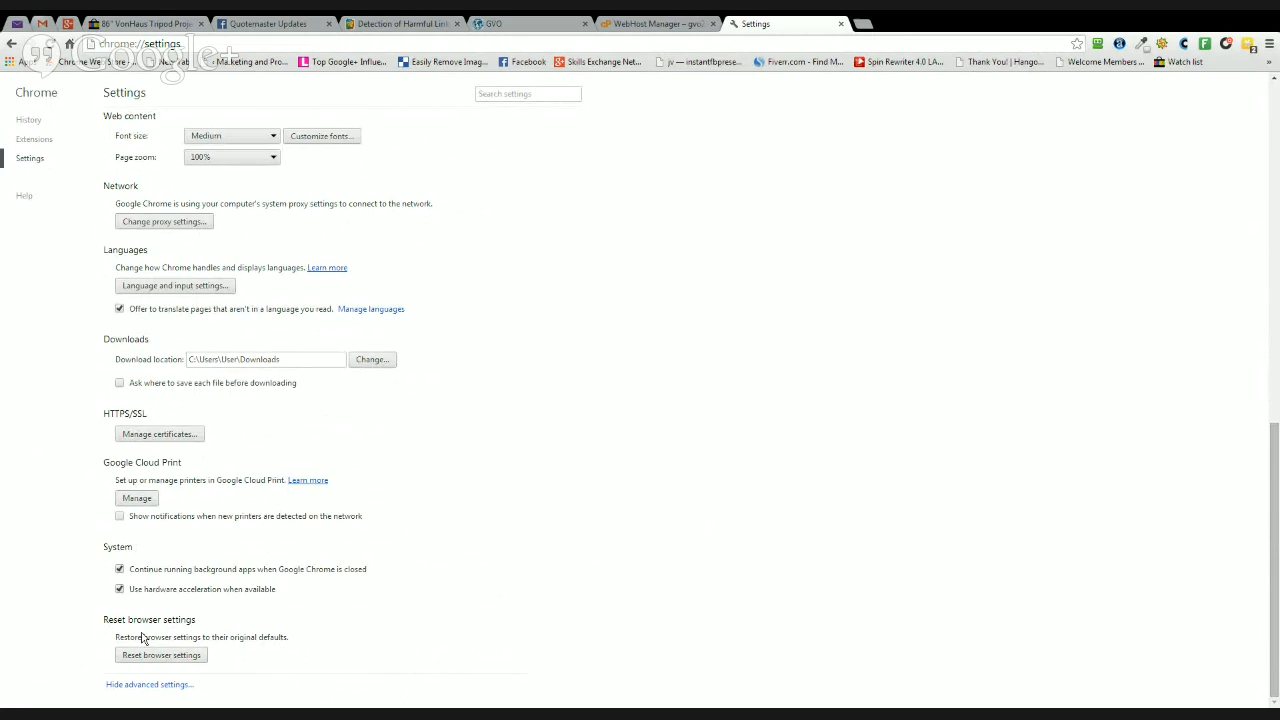 86" VonHaus Tripod Proje
Quotemaster Updates
Detection of Harmful Link
GVO
WebHost Manager – gvo
Settings
chrome://settings
Google+
Chrome Web Store
Marketing and Pro...
Top Google+ Influe...
Easily Remove Imag...
Facebook
Skills Exchange Net...
jv — instantfbprese...
Fiverr.com - Find M...
Spin Rewriter 4.0 LA...
Thank You! | Hango...
Welcome Members ...
Watch list
»
Chrome
Settings
Search settings
History
Extensions
Settings
Help
Web content
Font size:
Medium
Customize fonts...
Page zoom:
100%
Network
Google Chrome is using your computer's system proxy settings to connect to the network.
Change proxy settings...
Languages
Change how Chrome handles and displays languages. Learn more
Language and input settings...
Offer to translate pages that aren't in a language you read. Manage languages
Downloads
Download location: C:\Users\User\Downloads
Change...
Ask where to save each file before downloading
HTTPS/SSL
Manage certificates...
Google Cloud Print
Set up or manage printers in Google Cloud Print. Learn more
Manage
Show notifications when new printers are detected on the network
System
Continue running background apps when Google Chrome is closed
Use hardware acceleration when available
Reset browser settings
Restore browser settings to their original defaults.
Reset browser settings
Hide advanced settings...